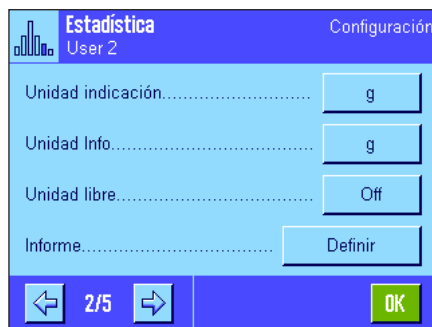 Estadística
Configuración
User 2
Unidad indicación............................ g
Unidad Info..................................... g
Unidad libre................................... Off
Informe................................... Definir
2/5
OK